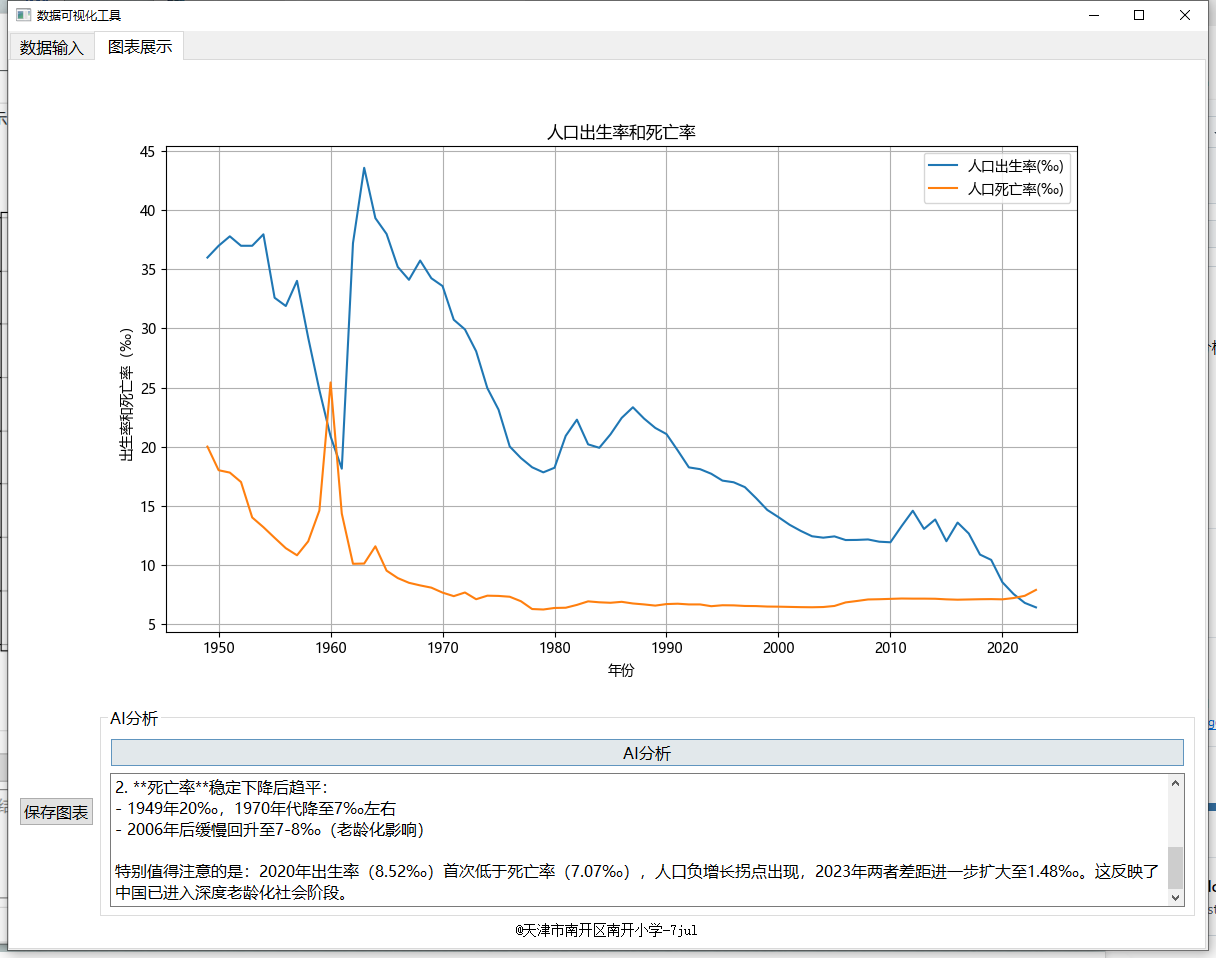 数据可视化工具
数据输入
图表展示
人口出生率和死亡率
人口出生率(‰)
人口死亡率(‰)
45
40
35
30
25
20
15
10
5
出生率和死亡率（‰）
1950
1960
1970
1980
1990
2000
2010
2020
年份
AI分析
AI分析
2. **死亡率**稳定下降后趋平：
- 1949年20‰，1970年代降至7‰左右
- 2006年后缓慢回升至7-8‰（老龄化影响）
特别值得注意的是：2020年出生率（8.52‰）首次低于死亡率（7.07‰），人口负增长拐点出现，2023年两者差距进一步扩大至1.48‰。这反映了
中国已进入深度老龄化社会阶段。
保存图表
@天津市南开区南开小学-7jul